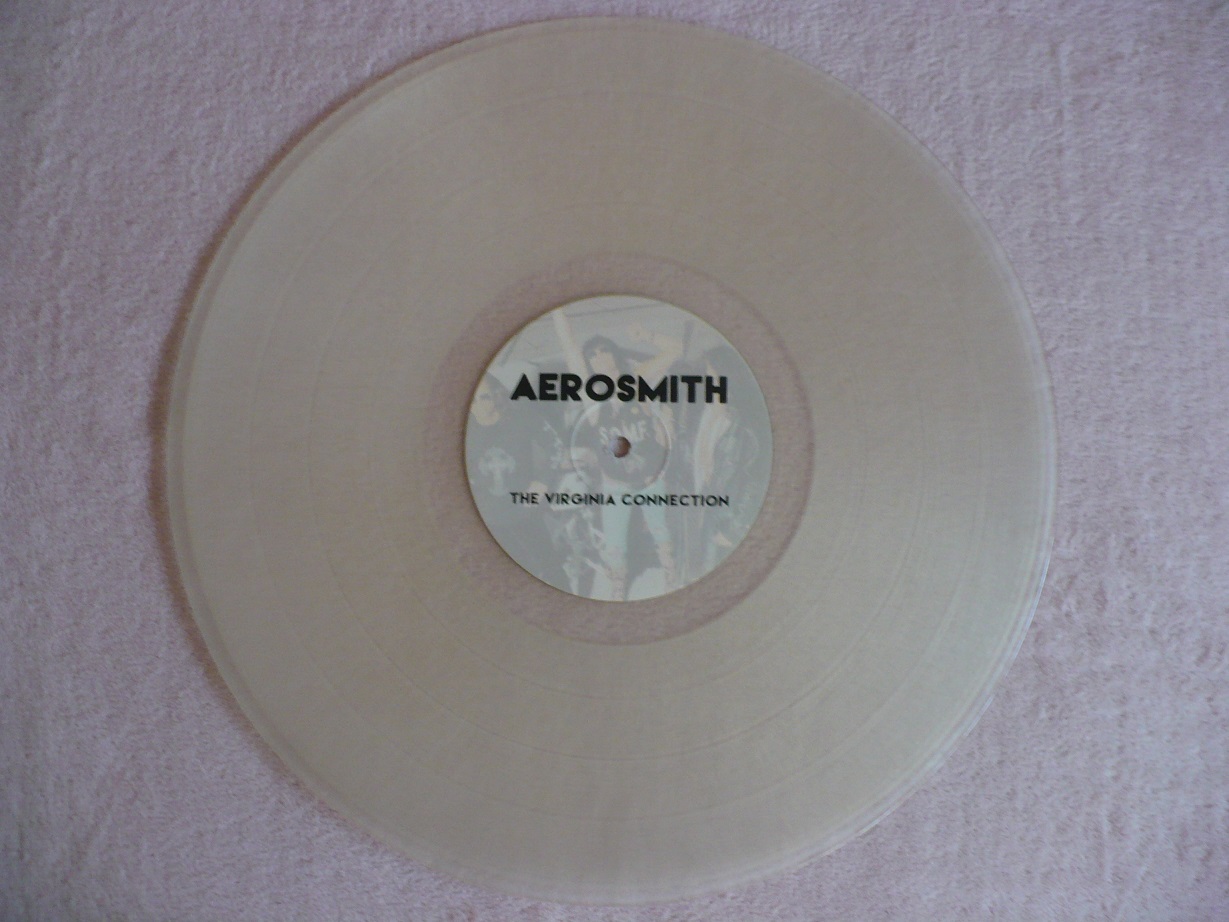 AEROSMITH
THE VIRGINIA CONNECTION